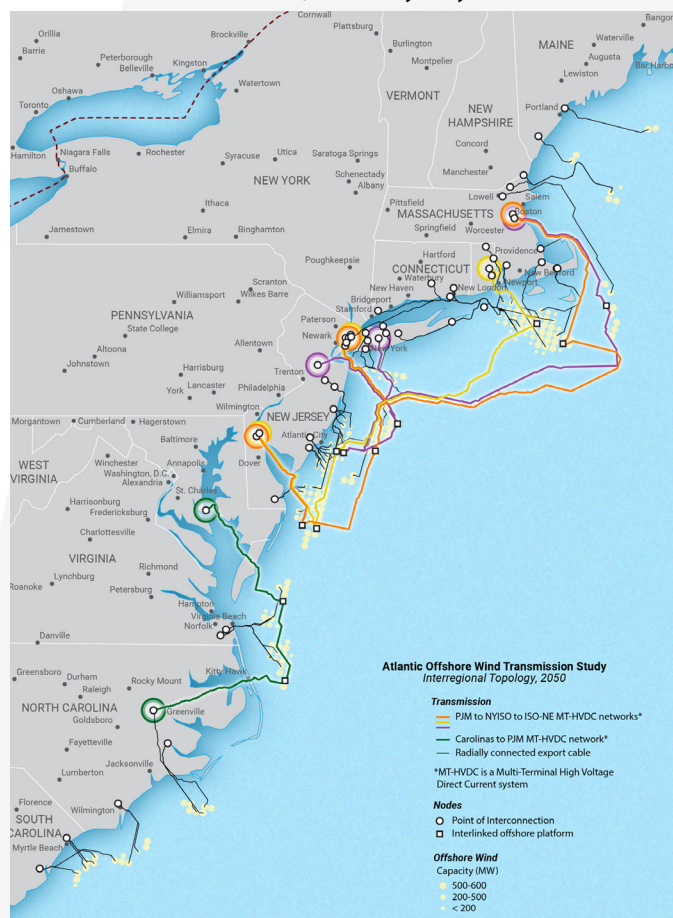 Cornwall
Plattsburg
Bangor
Orillia
Brockville
Waterville
Barrie
Burlington
MAINE
Augusta
Peterborough
Kingston
Montpelier
Belleville
Bar Harbor
Lewiston
Oshawa
Watertown
VERMONT
Toronto
NEW
HAMPSHIRE
Portland
Hamilton
Niagara Falls
Rochester
Utica
Saratoga Springs
Concord
Syracuse
Buffalo
Schenectady
Manchester
NEW YORK
Albany
Lowell
Salem
Ithaca
Pittsfield
MASSACHUSETTS
Boston
Jamestown
Elmira
Binghamton
Springfield
Worcester
Poughkeepsie
Hartford
Providence
CONNECTICUT
New Bedford
Waterbury
Newport
Scranton
New Haven
New London
Williamsport
Wilkes Barre
Bridgeport
Stamford
PENNSYLVANIA
Paterson
State College
Newark
New York
Altoona
Allentown
Johnstown
Trenton
Harrisburg
Lancaster
Philadelphia
York
Wilmington
NEW JERSEY
Morgantown
Cumberland
Hagerstown
Atlantic City
Baltimore
Dover
WEST
VIRGINIA
Winchester
Annapolis
Washington, D.C.
Alexandria
St. Charles
Harrisonburg
Fredericksburg
Charlottesville
VIRGINIA
Richmond
Lynchburg
Roanoke
Petersburg
Hampton
Virginia Beach
Norfolk
Danville
Kitty Hawk
Greensboro
Durham
Rocky Mount
Raleigh
NORTH CAROLINA
Greenville
Goldsboro
Fayetteville
Jacksonville
Lumberton
Florence
Wilmington
SOUTH
CAROLINA
Myrtle Beach
Atlantic Offshore Wind Transmission Study
Interregional Topology, 2050
Transmission
PJM to NYISO to ISO-NE MT-HVDC networks*
Carolinas to PJM MT-HVDC network*
Radially connected export cable
*MT-HVDC is a Multi-Terminal High Voltage
Direct Current system
Nodes
Point of Interconnection
Interlinked offshore platform
Offshore Wind
Capacity (MW)
500-600
200-500
< 200